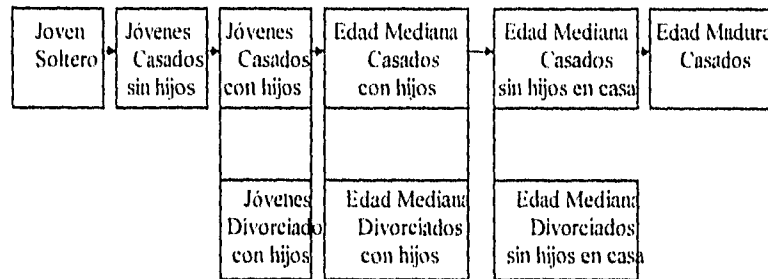 Joven
Soltero
Jóvenes
Casados
sin hijos
Jóvenes
Casados
con hijos
Edad Mediana
Casados
con hijos
Edad Mediana
Casados
sin hijos en casa
Edad Madura
Casados
Jóvenes
Divorciado
con hijos
Edad Mediana
Divorciados
con hijos
Edad Mediana
Divorciados
sin hijos en casa